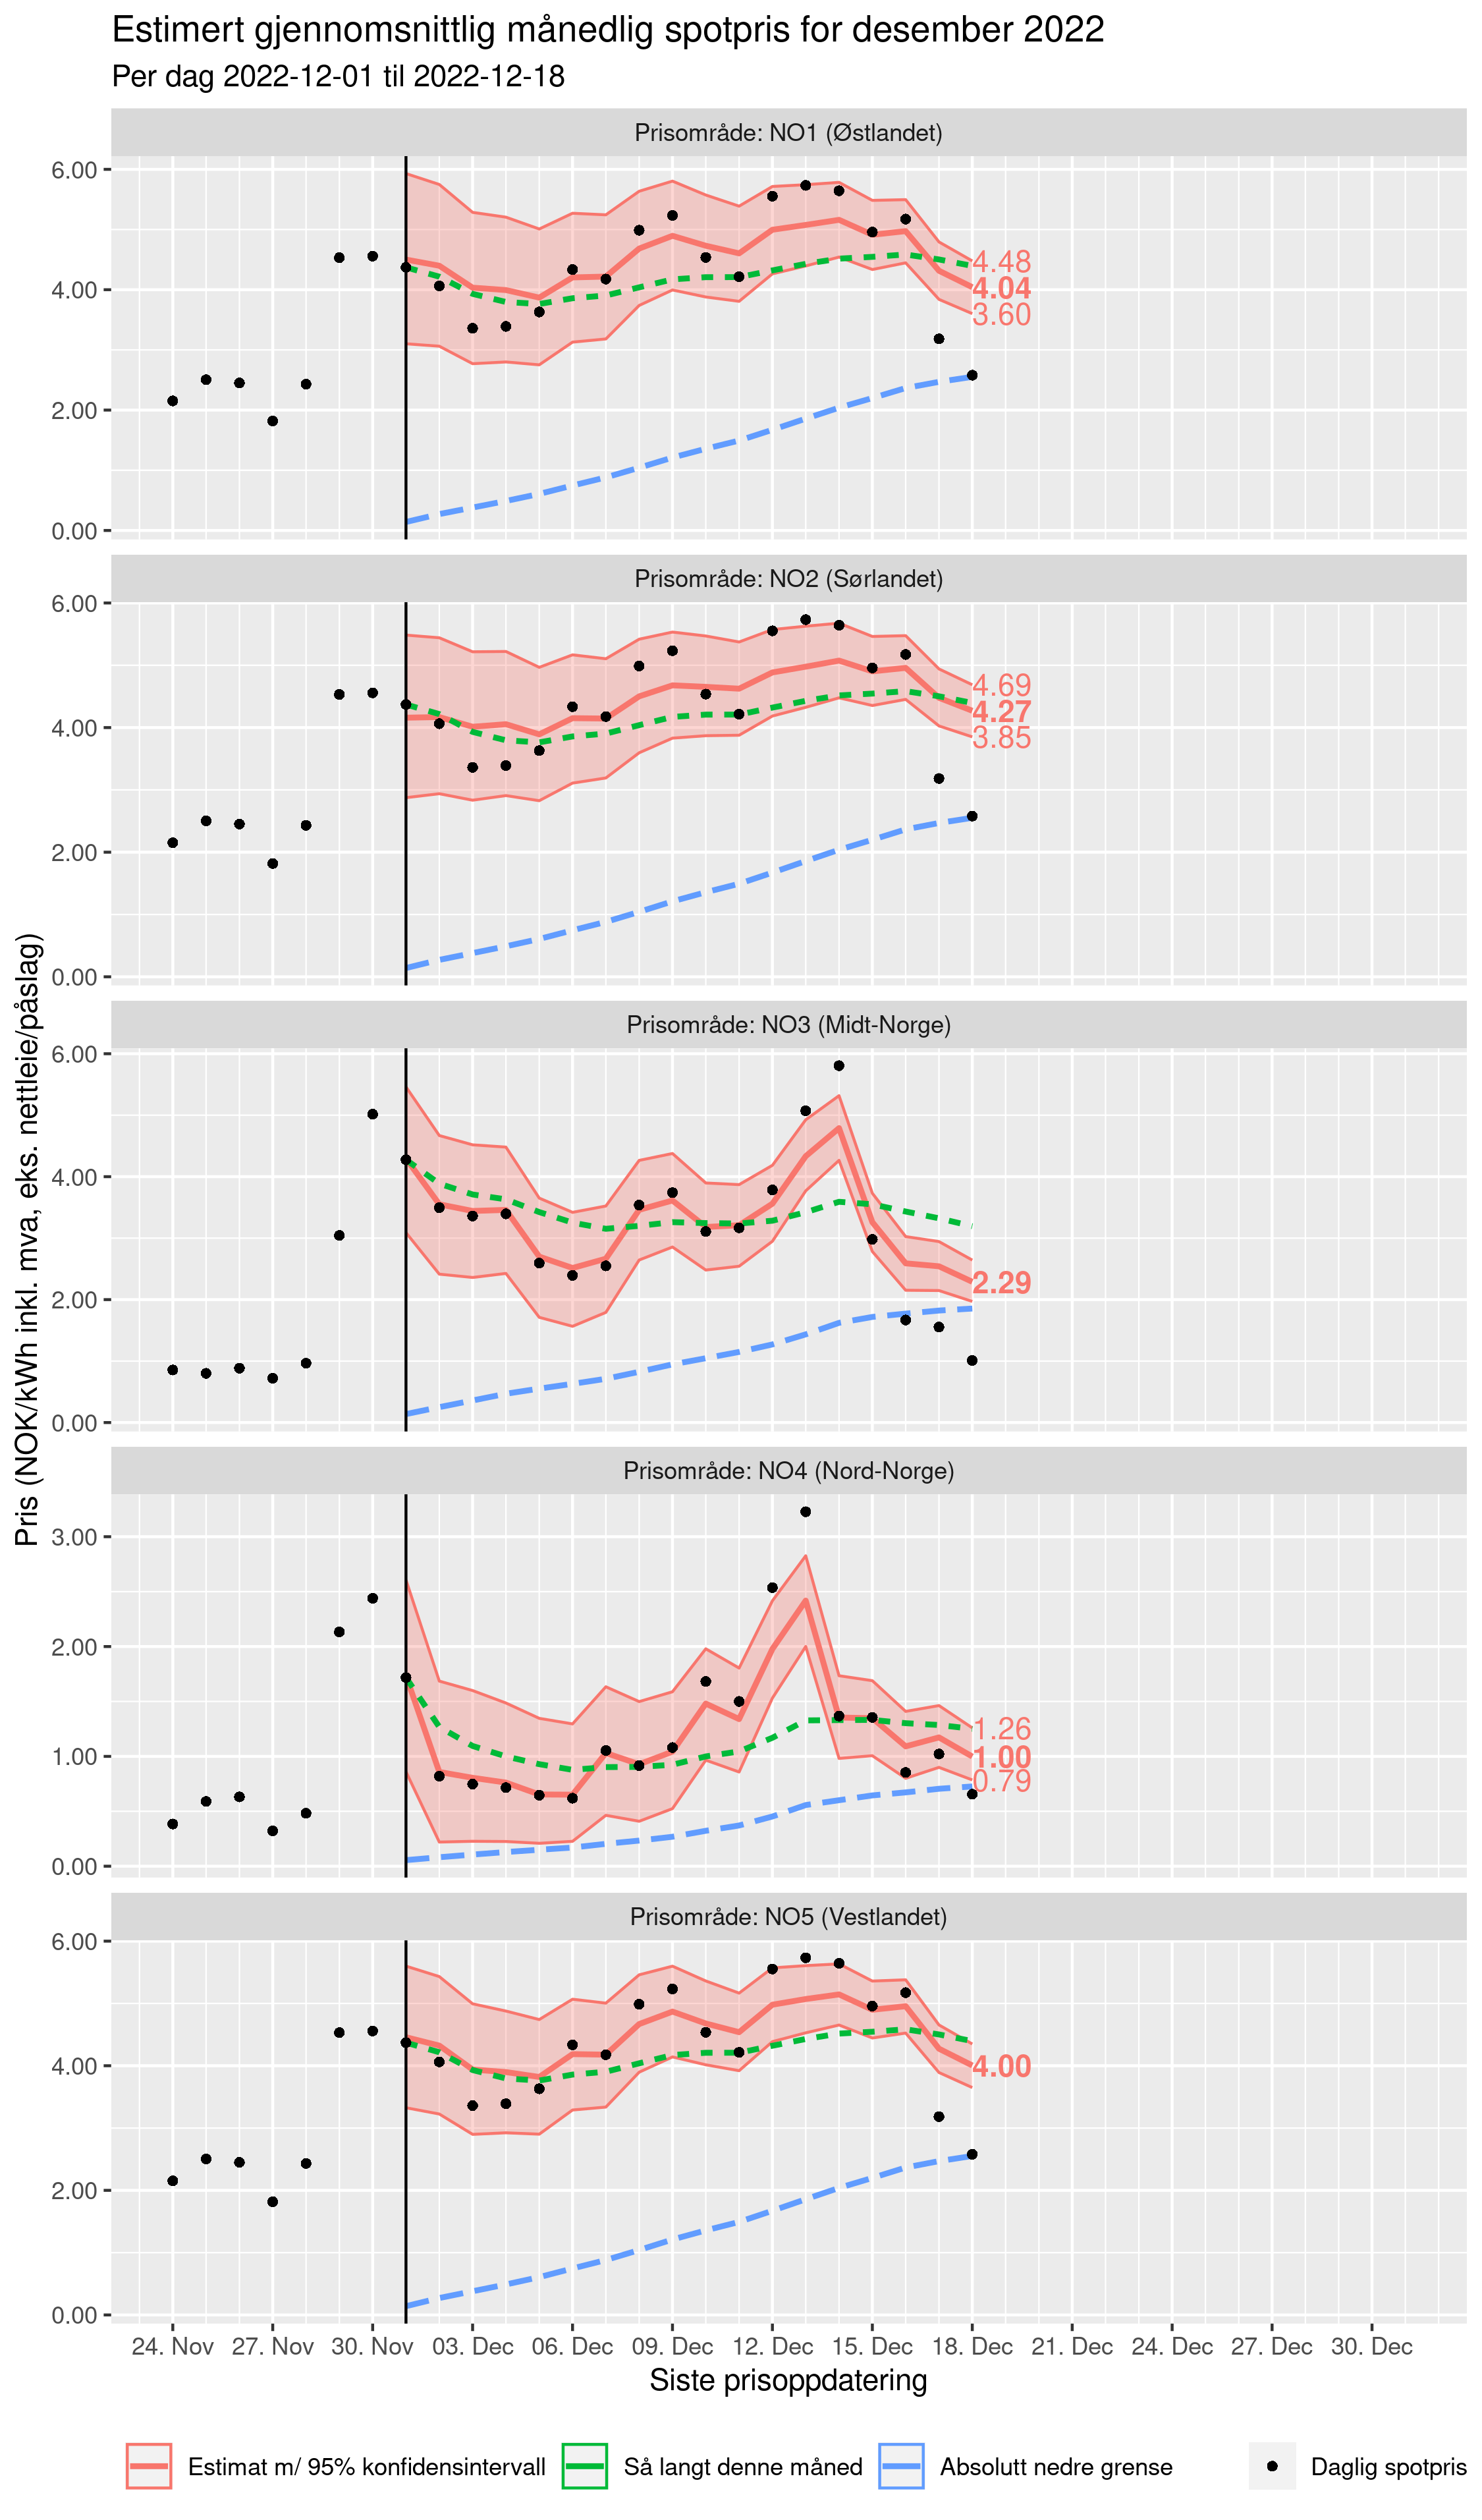 Estimert gjennomsnittlig månedlig spotpris for desember 2022
Per dag 2022-12-01 til 2022-12-18
Pris (NOK/kWh inkl. mva, eks. nettleie/påslag)
Prisområde: NO1 (Østlandet)
6.00
4.00
2.00
0.00
4.48
4.04
3.60
Prisområde: NO2 (Sørlandet)
6.00
4.00
2.00
0.00
4.69
4.27
3.85
Prisområde: NO3 (Midt-Norge)
6.00
4.00
2.00
0.00
2.29
Prisområde: NO4 (Nord-Norge)
3.00
2.00
1.00
0.00
1.26
1.00
0.79
Prisområde: NO5 (Vestlandet)
6.00
4.00
2.00
0.00
4.00
24. Nov 27. Nov 30. Nov 03. Dec 06. Dec 09. Dec 12. Dec 15. Dec 18. Dec 21. Dec 24. Dec 27. Dec 30. Dec
Siste prisoppdatering
Estimat m/ 95% konfidensintervall Så langt denne måned Absolutt nedre grense Daglig spotpris